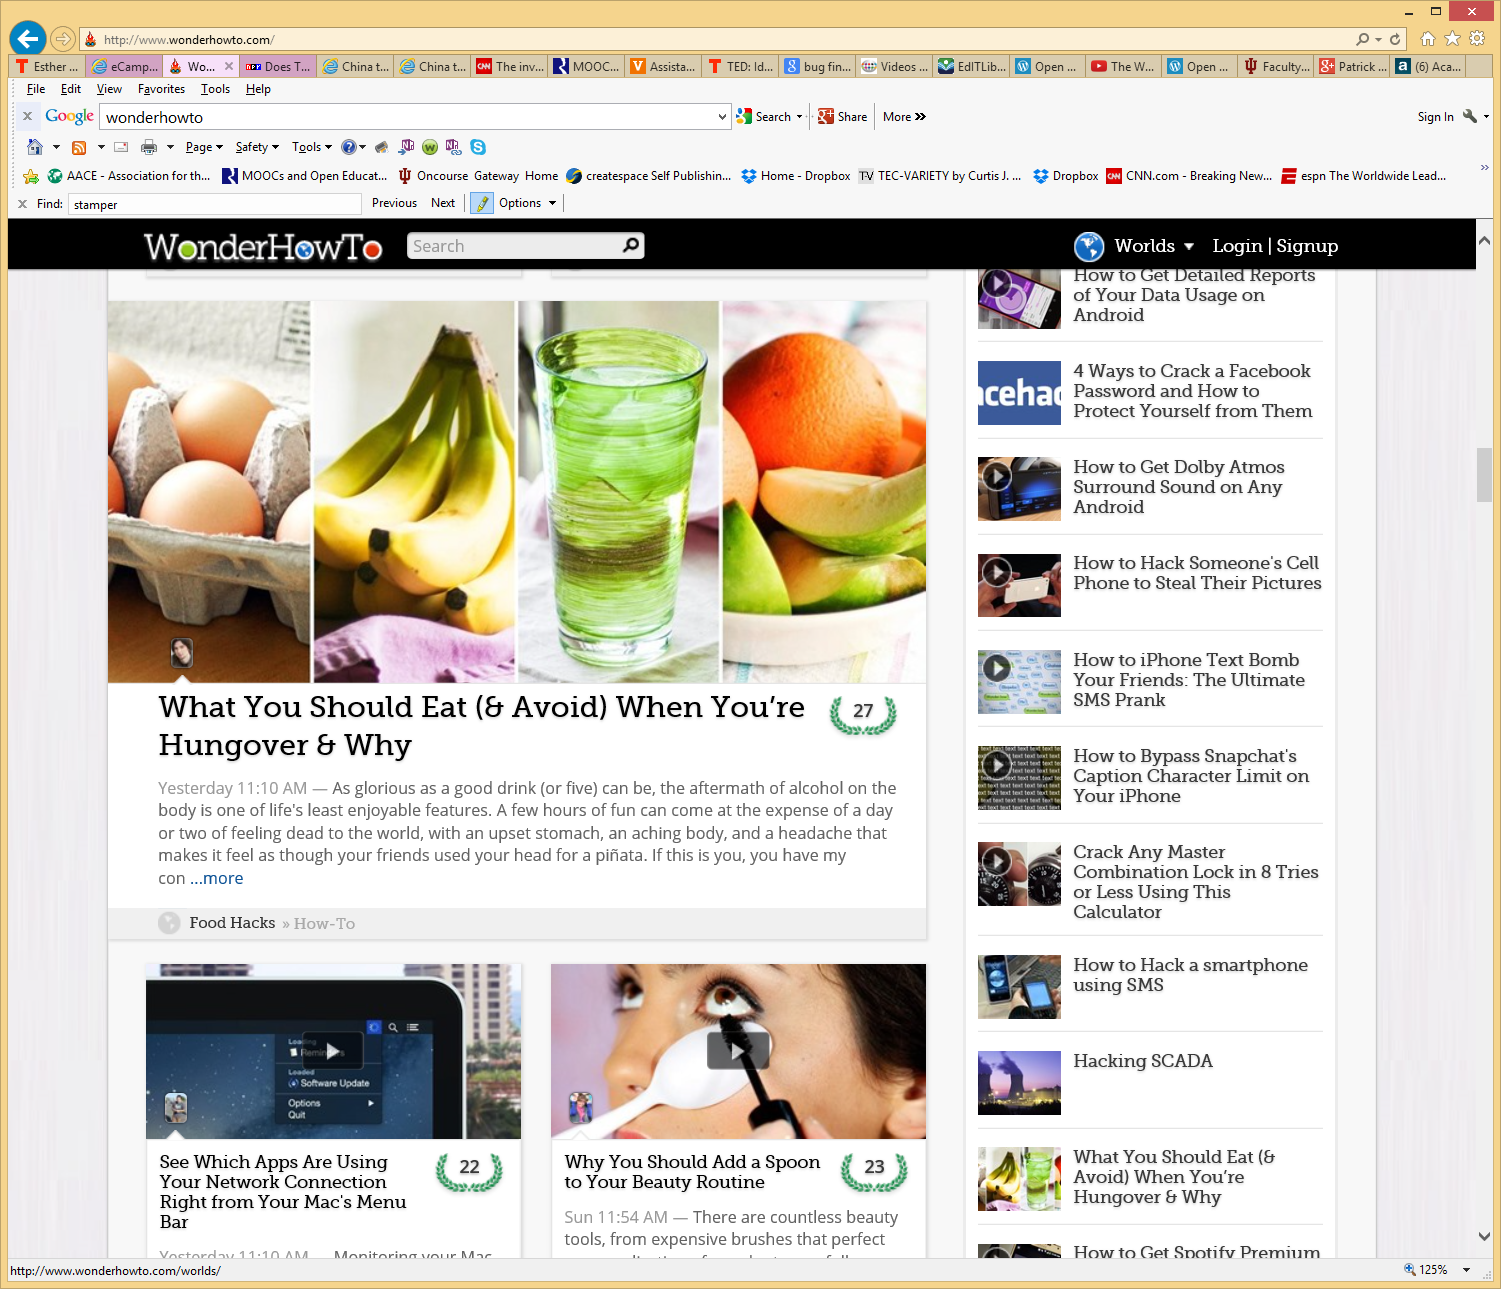 http://www.wonderhowto.com/
Esther ...
eCamp...
Wo...
Does T...
China t...
China t...
The inv...
MOOC...
Assista...
TED: Id...
bug fin...
Videos ...
EdITLib...
Open ...
The W...
Open ...
Faculty...
Patrick ...
(6) Aca...
File Edit View Favorites Tools Help
x Google wonderhowto Search Share More » Sign In
Page Safety Tools
AACE - Association for th... MOOCs and Open Educat... Oncourse Gateway Home createspace Self Publishin... Home - Dropbox TEC-VARIETY by Curtis J. ... Dropbox CNN.com - Breaking New... espn The Worldwide Lead...
x Find: stamper Previous Next Options
WonderHowTo Search Worlds Login | Signup
What You Should Eat (& Avoid) When You're
Hungover & Why
27
Yesterday 11:10 AM — As glorious as a good drink (or five) can be, the aftermath of alcohol on the
body is one of life's least enjoyable features. A few hours of fun can come at the expense of a day
or two of feeling dead to the world, with an upset stomach, an aching body, and a headache that
makes it feel as though your friends used your head for a piñata. If this is you, you have my
con ...more
Food Hacks » How-To
Loading
Reminders
Loaded
Software Update
Options
Quit
See Which Apps Are Using
Your Network Connection
Right from Your Mac's Menu
Bar
22
Yesterday 11:10 AM — Monitoring your Mac
Why You Should Add a Spoon
to Your Beauty Routine
23
Sun 11:54 AM — There are countless beauty
tools, from expensive brushes that perfect
How to Get Detailed Reports
of Your Data Usage on
Android
acehac
4 Ways to Crack a Facebook
Password and How to
Protect Yourself from Them
How to Get Dolby Atmos
Surround Sound on Any
Android
How to Hack Someone's Cell
Phone to Steal Their Pictures
How to iPhone Text Bomb
Your Friends: The Ultimate
SMS Prank
How to Bypass Snapchat's
Caption Character Limit on
Your iPhone
Crack Any Master
Combination Lock in 8 Tries
or Less Using This
Calculator
How to Hack a smartphone
using SMS
Hacking SCADA
What You Should Eat (&
Avoid) When You're
Hungover & Why
How to Get Spotify Premium
http://www.wonderhowto.com/worlds/
125%